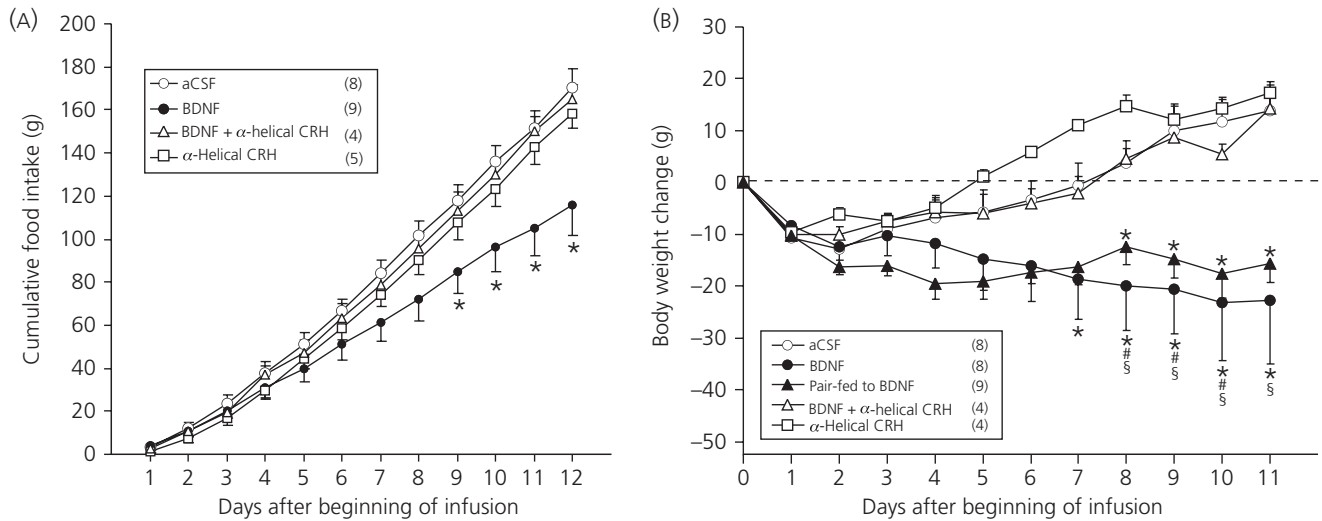 (A)
Cumulative food intake (g)
200
180
160
140
120
100
80
60
40
20
0
aCSF (8)
BDNF (9)
BDNF + α-helical CRH (4)
α-Helical CRH (5)
* * * *
1 2 3 4 5 6 7 8 9 10 11 12
Days after beginning of infusion
(B)
Body weight change (g)
30
20
10
0
–10
–20
–30
–40
–50
* * * *
* * * * *
# # #
§ § § §
aCSF (8)
BDNF (8)
Pair-fed to BDNF (9)
BDNF + α-helical CRH (4)
α-Helical CRH (4)
0 1 2 3 4 5 6 7 8 9 10 11
Days after beginning of infusion